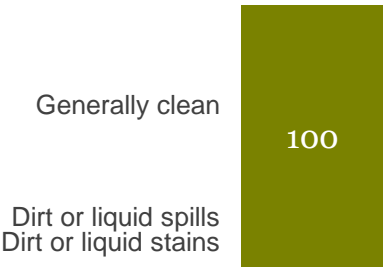 Generally clean
100
Dirt or liquid spills
Dirt or liquid stains